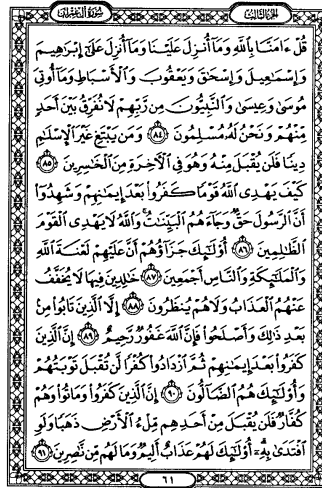 سُورَةُ آلِ عِمْرَانَ
الجُزْءُ الثَّالِثُ
قُلْ ءَامَنَّا بِٱللَّهِ وَمَآ أُنزِلَ عَلَيْنَا وَمَآ أُنزِلَ عَلَىٰٓ إِبْرَٰهِيمَ
وَإِسْمَٰعِيلَ وَإِسْحَٰقَ وَيَعْقُوبَ وَٱلْأَسْبَاطِ وَمَآ أُوتِىَ
مُوسَىٰ وَعِيسَىٰ وَٱلنَّبِيُّونَ مِن رَّبِّهِمْ لَا نُفَرِّقُ بَيْنَ أَحَدٍ
مِّنْهُمْ وَنَحْنُ لَهُۥ مُسْلِمُونَ ٨٤ وَمَن يَبْتَغِ غَيْرَ ٱلْإِسْلَٰمِ
دِينًا فَلَن يُقْبَلَ مِنْهُ وَهُوَ فِى ٱلْءَاخِرَةِ مِنَ ٱلْخَٰسِرِينَ ٨٥
كَيْفَ يَهْدِى ٱللَّهُ قَوْمًا كَفَرُوا۟ بَعْدَ إِيمَٰنِهِمْ وَشَهِدُوٓا۟
أَنَّ ٱلرَّسُولَ حَقٌّ وَجَآءَهُمُ ٱلْبَيِّنَٰتُ ۚ وَٱللَّهُ لَا يَهْدِى ٱلْقَوْمَ
ٱلظَّٰلِمِينَ ٨٦ أُو۟لَٰٓئِكَ جَزَآؤُهُمْ أَنَّ عَلَيْهِمْ لَعْنَةَ ٱللَّهِ
وَٱلْمَلَٰٓئِكَةِ وَٱلنَّاسِ أَجْمَعِينَ ٨٧ خَٰلِدِينَ فِيهَا لَا يُخَفَّفُ
عَنْهُمُ ٱلْعَذَابُ وَلَا هُمْ يُنظَرُونَ ٨٨ إِلَّا ٱلَّذِينَ تَابُوا۟ مِنۢ
بَعْدِ ذَٰلِكَ وَأَصْلَحُوا۟ فَإِنَّ ٱللَّهَ غَفُورٌ رَّحِيمٌ ٨٩ إِنَّ ٱلَّذِينَ
كَفَرُوا۟ بَعْدَ إِيمَٰنِهِمْ ثُمَّ ٱزْدَادُوا۟ كُفْرًا لَّن تُقْبَلَ تَوْبَتُهُمْ
وَأُو۟لَٰٓئِكَ هُمُ ٱلضَّآلُّونَ ٩٠ إِنَّ ٱلَّذِينَ كَفَرُوا۟ وَمَاتُوا۟ وَهُمْ
كُفَّارٌ فَلَن يُقْبَلَ مِنْ أَحَدِهِم مِّلْءُ ٱلْأَرْضِ ذَهَبًا وَلَوِ
ٱفْتَدَىٰ بِهِۦٓ ۗ أُو۟لَٰٓئِكَ لَهُمْ عَذَابٌ أَلِيمٌ وَمَا لَهُم مِّن نَّٰصِرِينَ ٩١
٦١